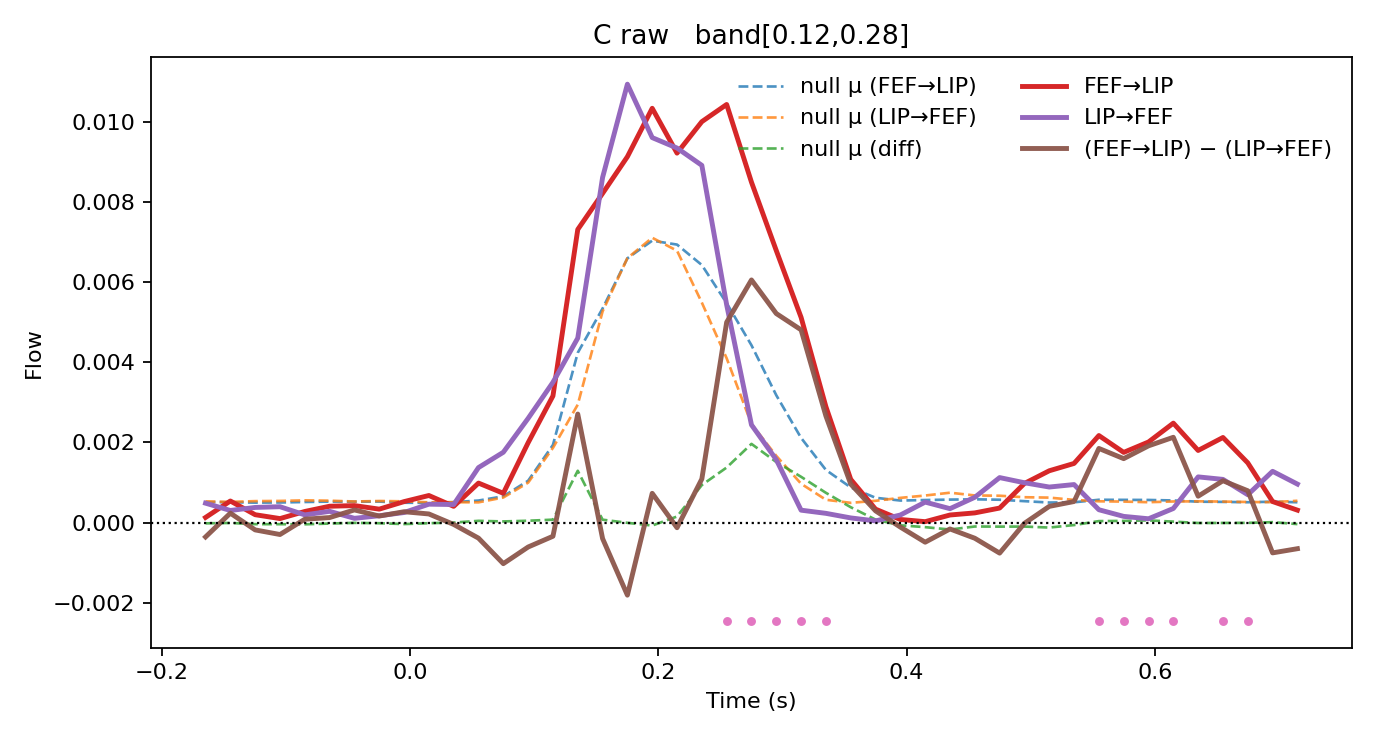 C raw   band[0.12,0.28]
null μ (FEF→LIP)
null μ (LIP→FEF)
null μ (diff)
FEF→LIP
LIP→FEF
(FEF→LIP) − (LIP→FEF)
Flow
0.010
0.008
0.006
0.004
0.002
0.000
−0.002
−0.2
0.0
0.2
0.4
0.6
Time (s)